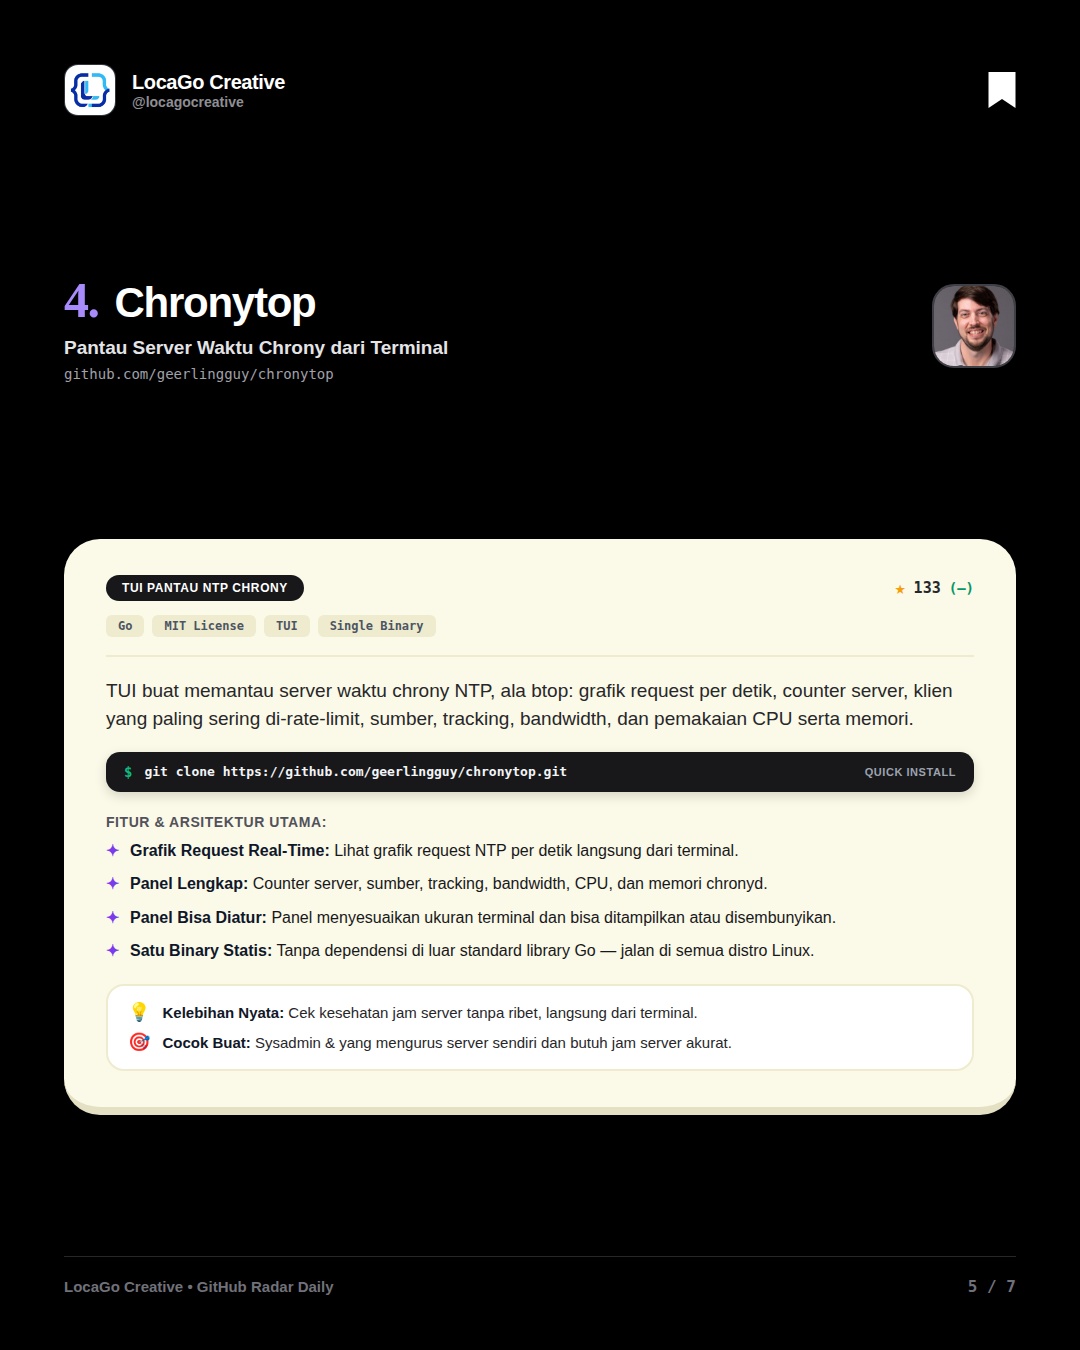 LocaGo Creative
@locagocreative
4. Chronytop
Pantau Server Waktu Chrony dari Terminal
github.com/geerlingguy/chronytop
TUI PANTAU NTP CHRONY
★ 133 (—)
Go MIT License TUI Single Binary
TUI buat memantau server waktu chrony NTP, ala btop: grafik request per detik, counter server, klien
yang paling sering di-rate-limit, sumber, tracking, bandwidth, dan pemakaian CPU serta memori.
$ git clone https://github.com/geerlingguy/chronytop.git QUICK INSTALL
FITUR & ARSITEKTUR UTAMA:
✦ Grafik Request Real-Time: Lihat grafik request NTP per detik langsung dari terminal.
✦ Panel Lengkap: Counter server, sumber, tracking, bandwidth, CPU, dan memori chronyd.
✦ Panel Bisa Diatur: Panel menyesuaikan ukuran terminal dan bisa ditampilkan atau disembunyikan.
✦ Satu Binary Statis: Tanpa dependensi di luar standard library Go — jalan di semua distro Linux.
💡 Kelebihan Nyata: Cek kesehatan jam server tanpa ribet, langsung dari terminal.
🎯 Cocok Buat: Sysadmin & yang mengurus server sendiri dan butuh jam server akurat.
LocaGo Creative • GitHub Radar Daily
5 / 7